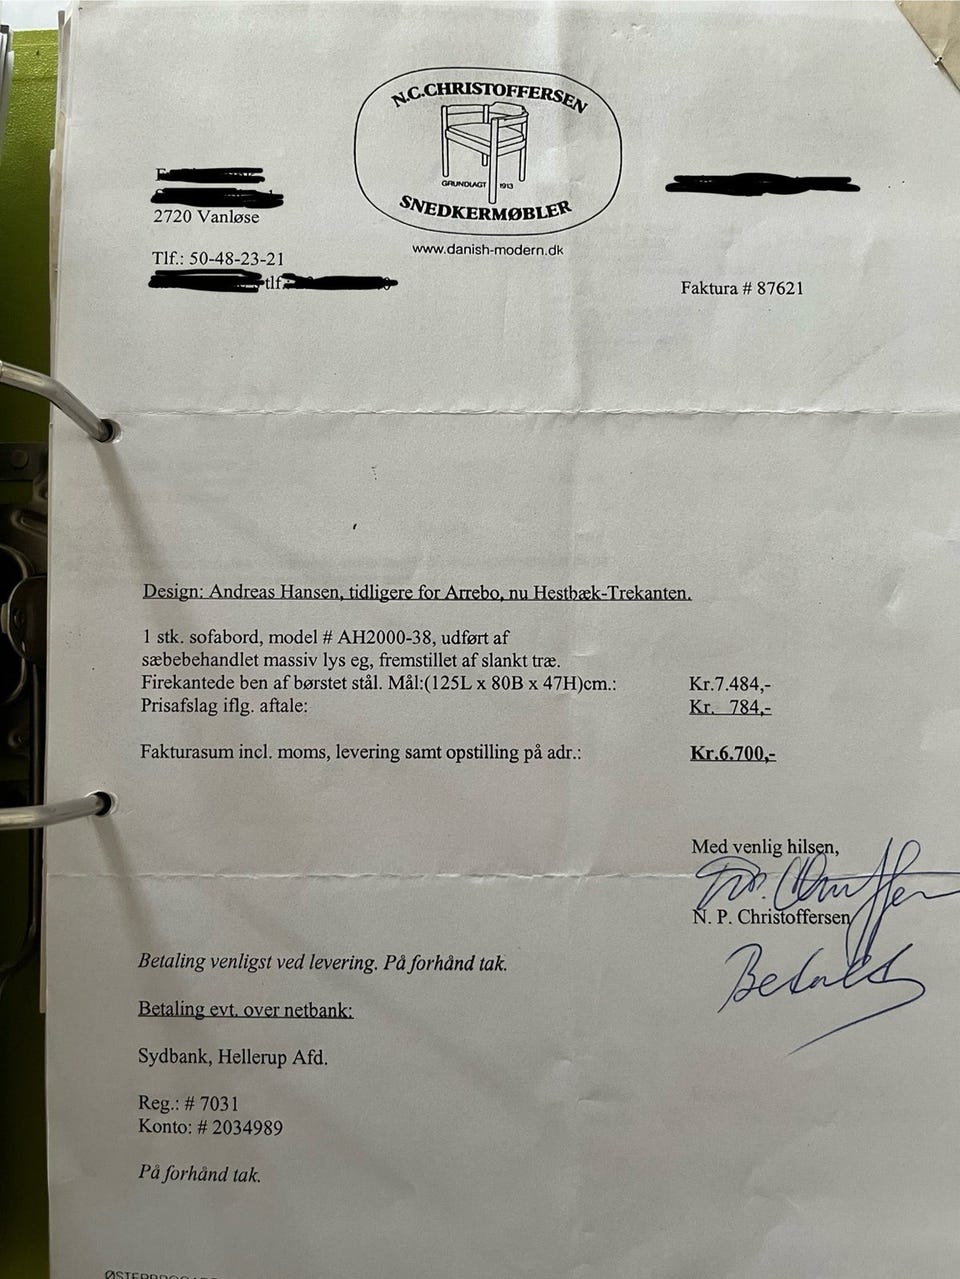 N.C.CHRISTOFFERSEN
GRUNDLAGT 1913
SNEDKERMØBLER
www.danish-modern.dk
2720 Vanløse
Tlf.: 50-48-23-21
tlf.
Faktura # 87621
Design: Andreas Hansen, tidligere for Arrebo, nu Hestbæk-Trekanten.
1 stk. sofabord, model # AH2000-38, udført af
sæbebehandlet massiv lys eg, fremstillet af slankt træ.
Firekantede ben af børstet stål. Mål:(125L x 80B x 47H)cm.: Kr.7.484,-
Prisafslag iflg. aftale: Kr. 784,-
Fakturasum incl. moms, levering samt opstilling på adr.: Kr.6.700,-
Med venlig hilsen,
N. P. Christoffersen
Betalt
Betaling venligst ved levering. På forhånd tak.
Betaling evt. over netbank:
Sydbank, Hellerup Afd.
Reg.: # 7031
Konto: # 2034989
På forhånd tak.